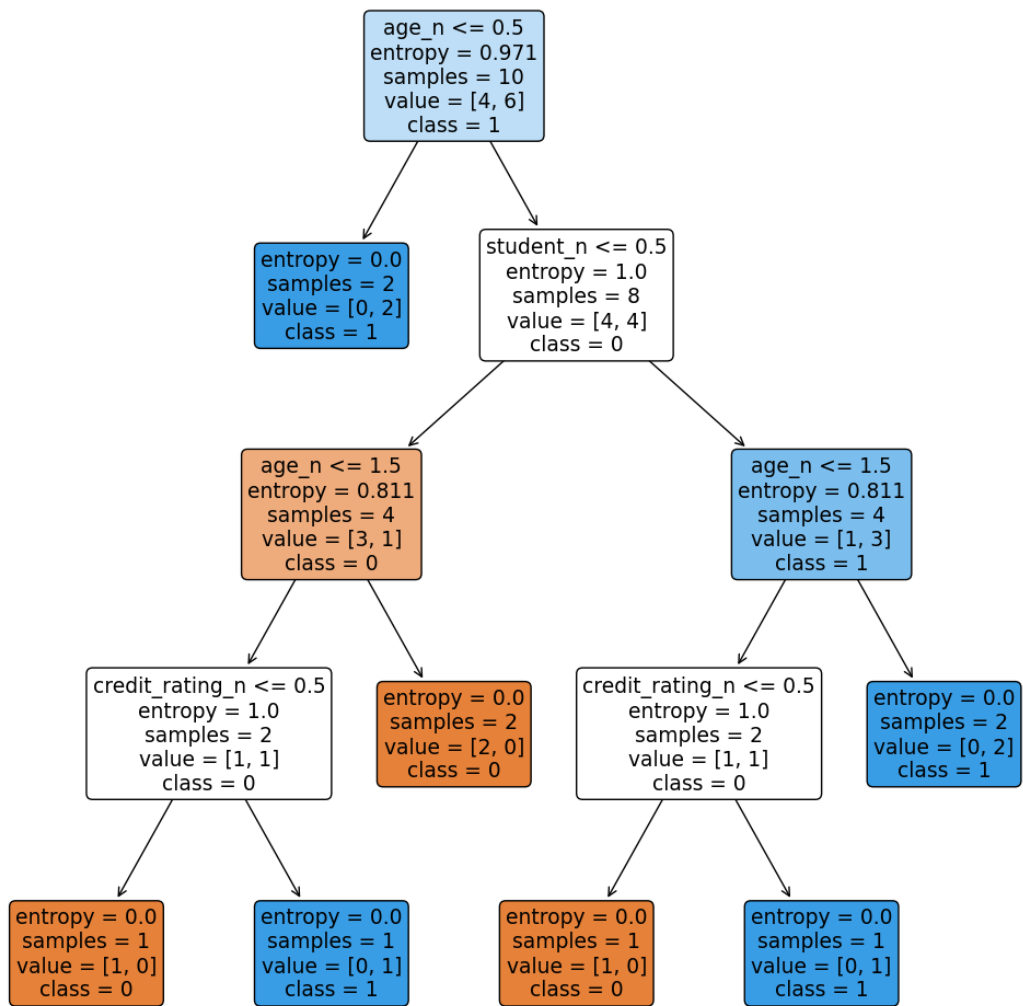 age_n <= 0.5
entropy = 0.971
samples = 10
value = [4, 6]
class = 1
entropy = 0.0
samples = 2
value = [0, 2]
class = 1
student_n <= 0.5
entropy = 1.0
samples = 8
value = [4, 4]
class = 0
age_n <= 1.5
entropy = 0.811
samples = 4
value = [3, 1]
class = 0
age_n <= 1.5
entropy = 0.811
samples = 4
value = [1, 3]
class = 1
credit_rating_n <= 0.5
entropy = 1.0
samples = 2
value = [1, 1]
class = 0
entropy = 0.0
samples = 2
value = [2, 0]
class = 0
credit_rating_n <= 0.5
entropy = 1.0
samples = 2
value = [1, 1]
class = 0
entropy = 0.0
samples = 2
value = [0, 2]
class = 1
entropy = 0.0
samples = 1
value = [1, 0]
class = 0
entropy = 0.0
samples = 1
value = [0, 1]
class = 1
entropy = 0.0
samples = 1
value = [1, 0]
class = 0
entropy = 0.0
samples = 1
value = [0, 1]
class = 1